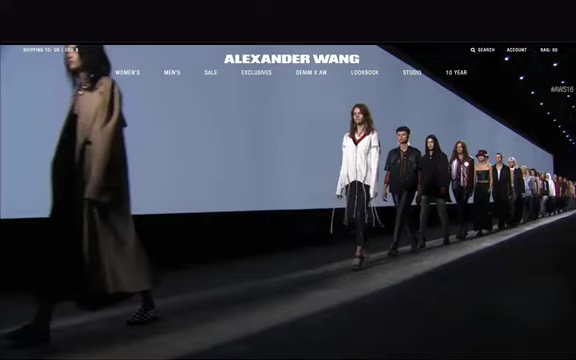 SHIPPING TO: US | USD $
SEARCH ACCOUNT BAG: 00
ALEXANDER WANG
WOMEN'S MEN'S SALE EXCLUSIVES DENIM X AW LOOKBOOK STUDIO 10 YEAR
#AWS16